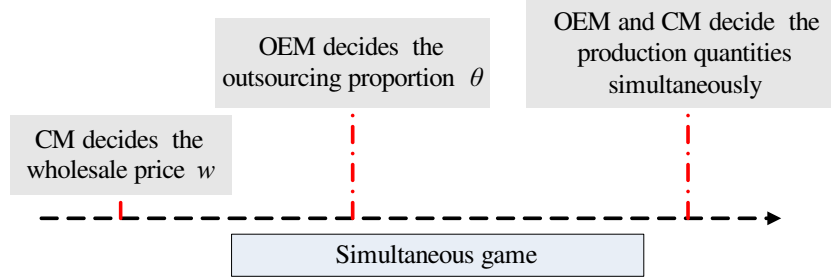 CM decides the
wholesale price w
OEM decides the
outsourcing proportion θ
OEM and CM decide the
production quantities
simultaneously
Simultaneous game